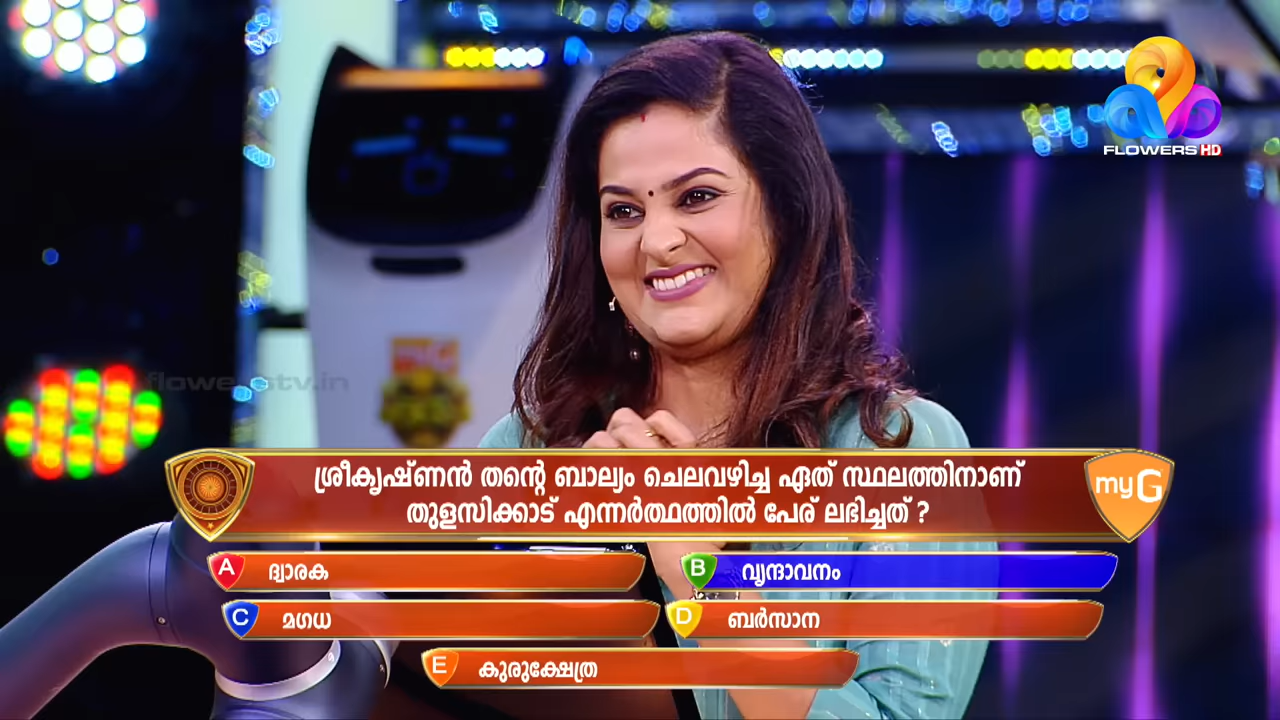 FLOWERS HD
flowerstv.in
ശ്രീകൃഷ്ണൻ തന്റെ ബാല്യം ചെലവഴിച്ച ഏത് സ്ഥലത്തിനാണ്
തുളസിക്കാട് എന്നർത്ഥത്തിൽ പേര് ലഭിച്ചത് ?
myG
A ദ്വാരക
B വൃന്ദാവനം
C മഗധ
D ബർസാന
E കുരുക്ഷേത്ര